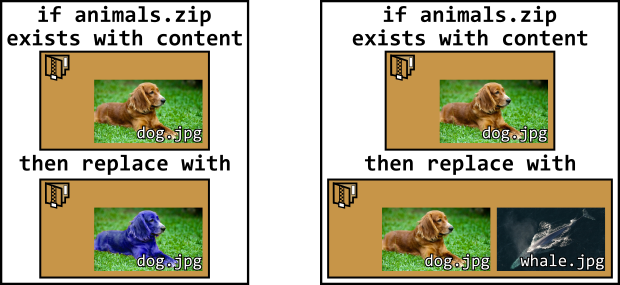 if animals.zip
exists with content
dog.jpg
then replace with
dog.jpg
if animals.zip
exists with content
dog.jpg
then replace with
dog.jpg
whale.jpg